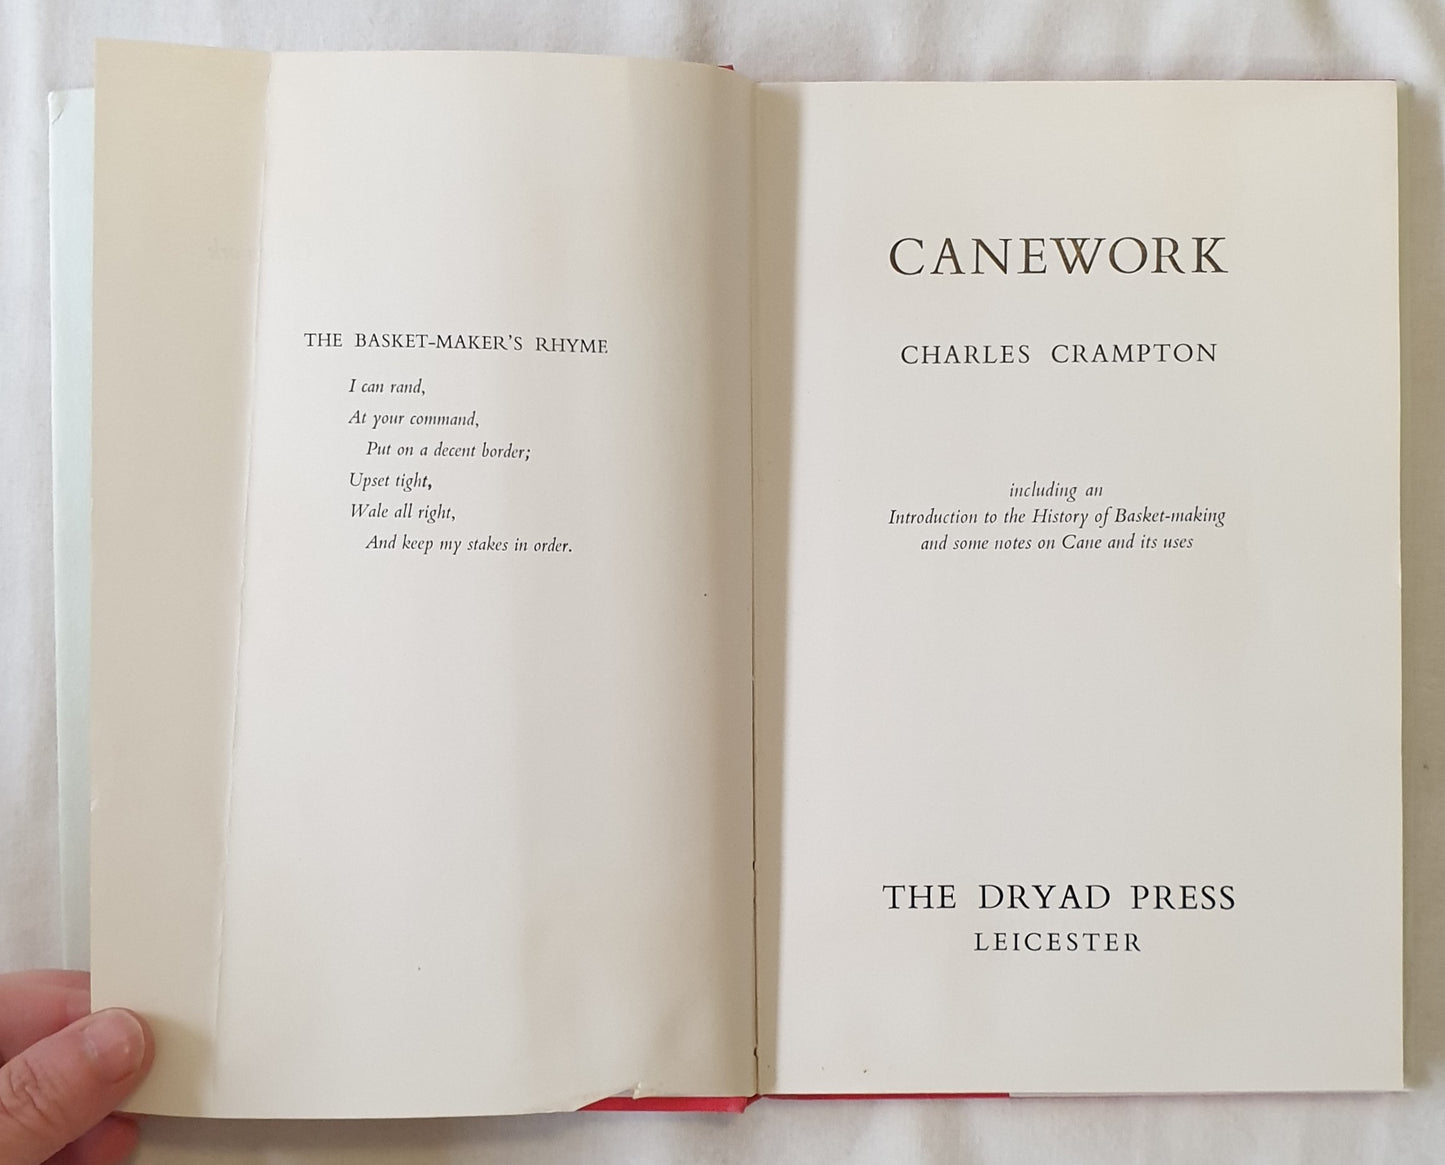 THE BASKET-MAKER'S RHYME
I can rand,
At your command,
Put on a decent border;
Upset tight,
Wale all right,
And keep my stakes in order.
CANEWORK
CHARLES CRAMPTON
including an
Introduction to the History of Basket-making
and some notes on Cane and its uses
THE DRYAD PRESS
LEICESTER